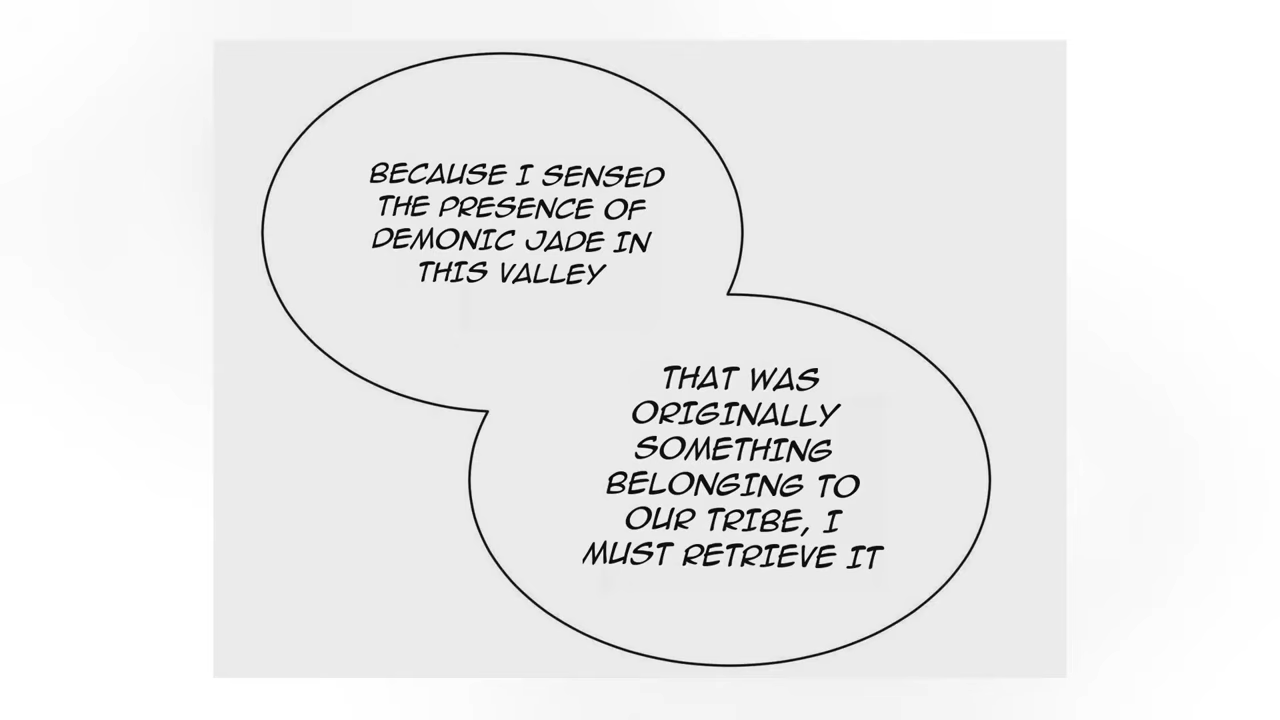 BECAUSE I SENSED
THE PRESENCE OF
DEMONIC JADE IN
THIS VALLEY
THAT WAS
ORIGINALLY
SOMETHING
BELONGING TO
OUR TRIBE, I
MUST RETRIEVE IT